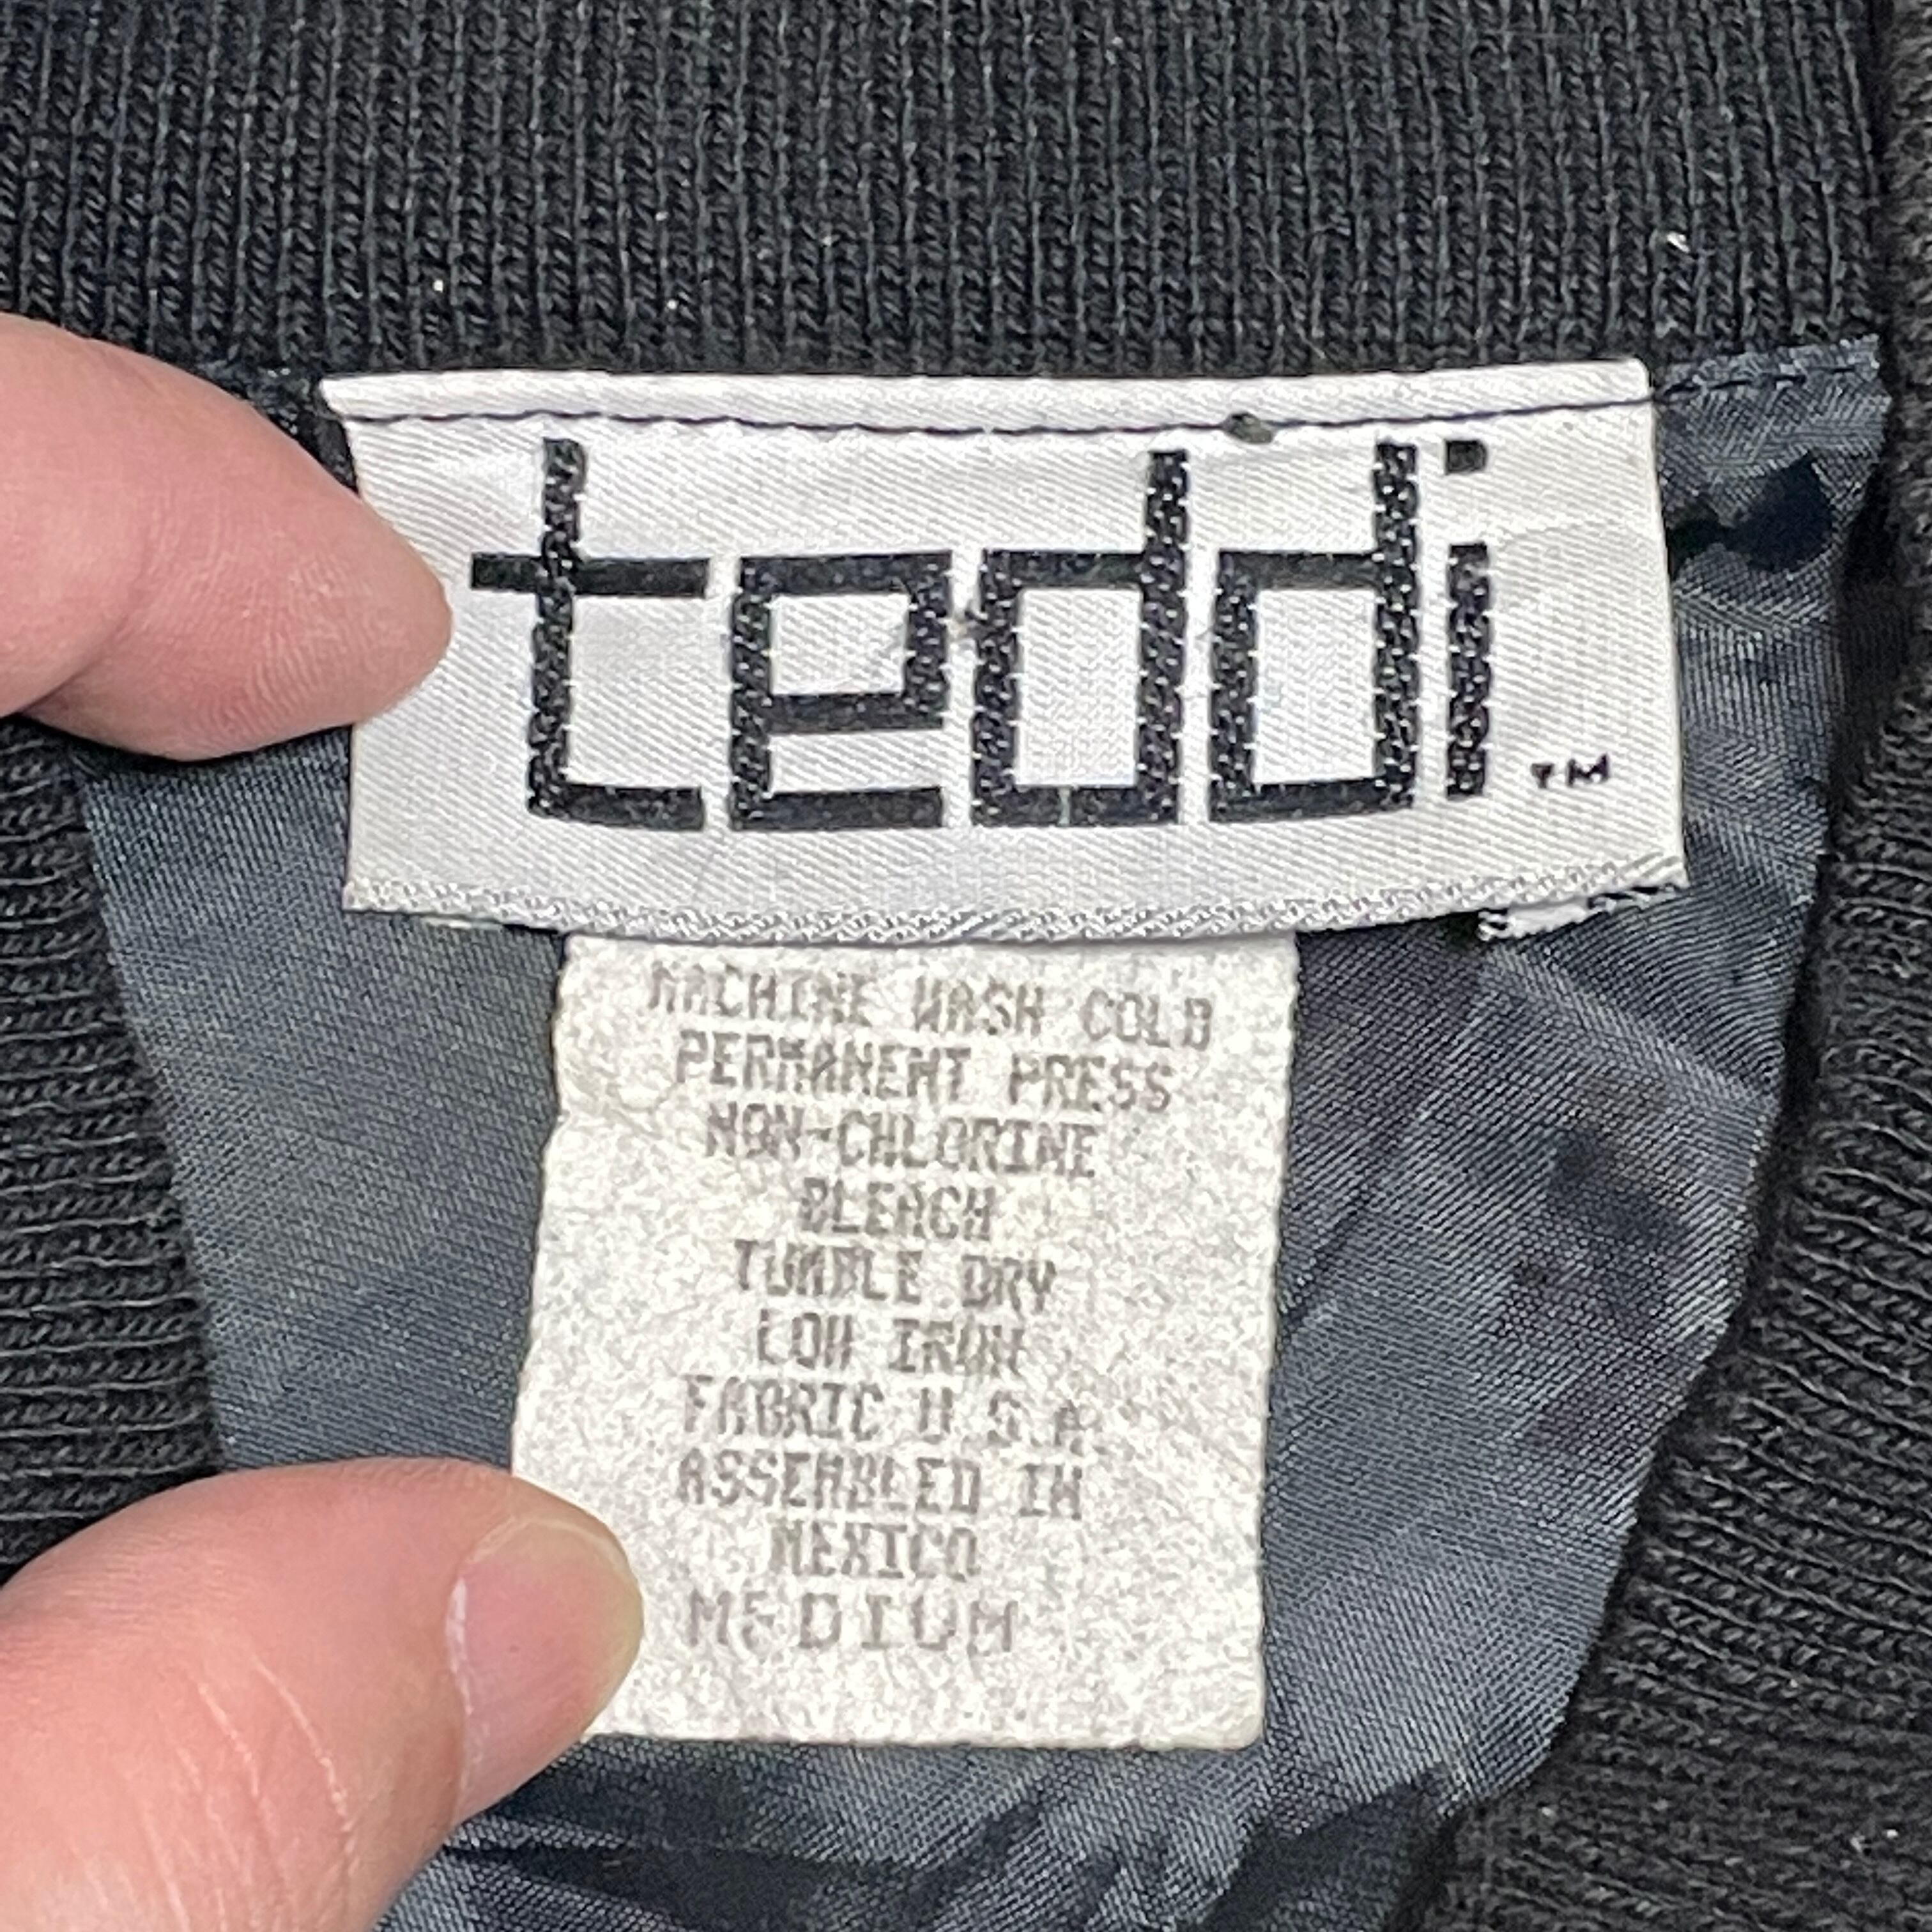 teddi
TM
MACHINE WASH COLD
PERMANENT PRESS
NON-CHLORINE
BLEACH
TUMBLE DRY
LOW IRON
FABRIC U.S.A.
ASSEMBLED IN
MEXICO
MEDIUM